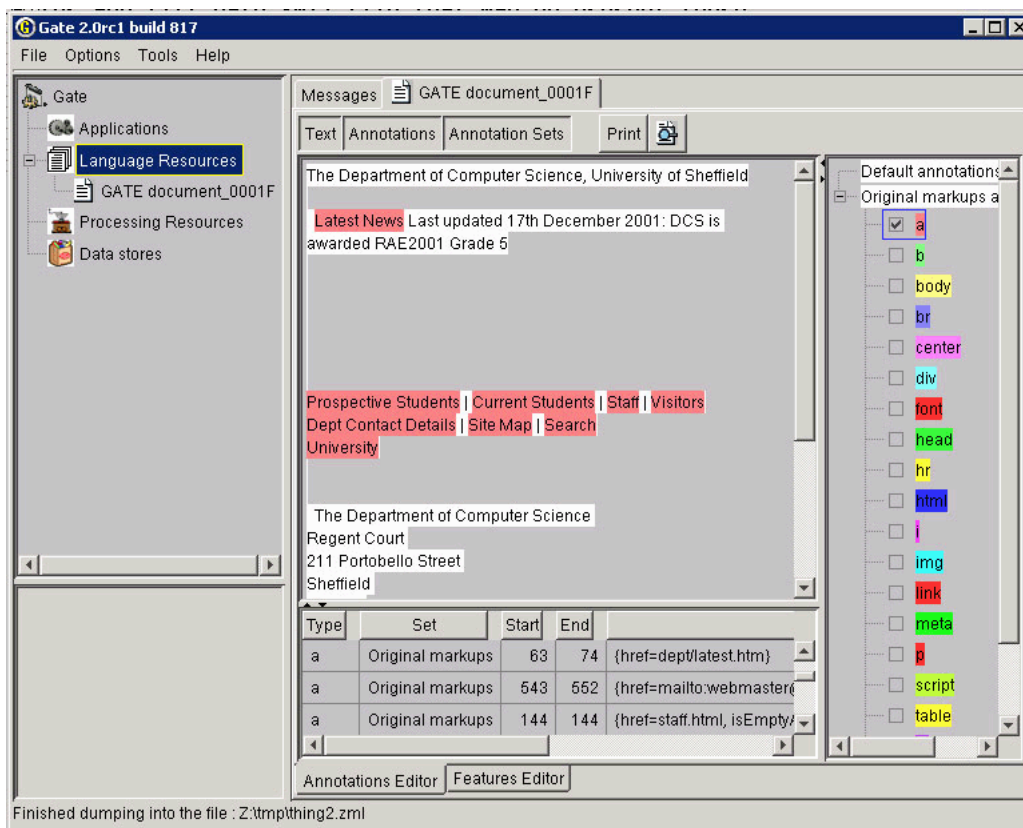 Gate 2.0rc1 build 817
File Options Tools Help
Gate
Applications
Language Resources
GATE document_0001F
Processing Resources
Data stores
Messages GATE document_0001F
Text Annotations Annotation Sets Print
The Department of Computer Science, University of Sheffield
Latest News Last updated 17th December 2001: DCS is
awarded RAE2001 Grade 5
Prospective Students | Current Students | Staff | Visitors
Dept Contact Details | Site Map | Search
University
The Department of Computer Science
Regent Court
211 Portobello Street
Sheffield
Default annotations
Original markups a
a
b
body
br
center
div
font
head
hr
html
i
img
link
meta
p
script
table
Type Set Start End
a Original markups 63 74 {href=dept/latest.htm}
a Original markups 543 552 {href=mailto:webmaster@
a Original markups 144 144 {href=staff.html, isEmptyA
Annotations Editor Features Editor
Finished dumping into the file : Z:\tmp\thing2.zml